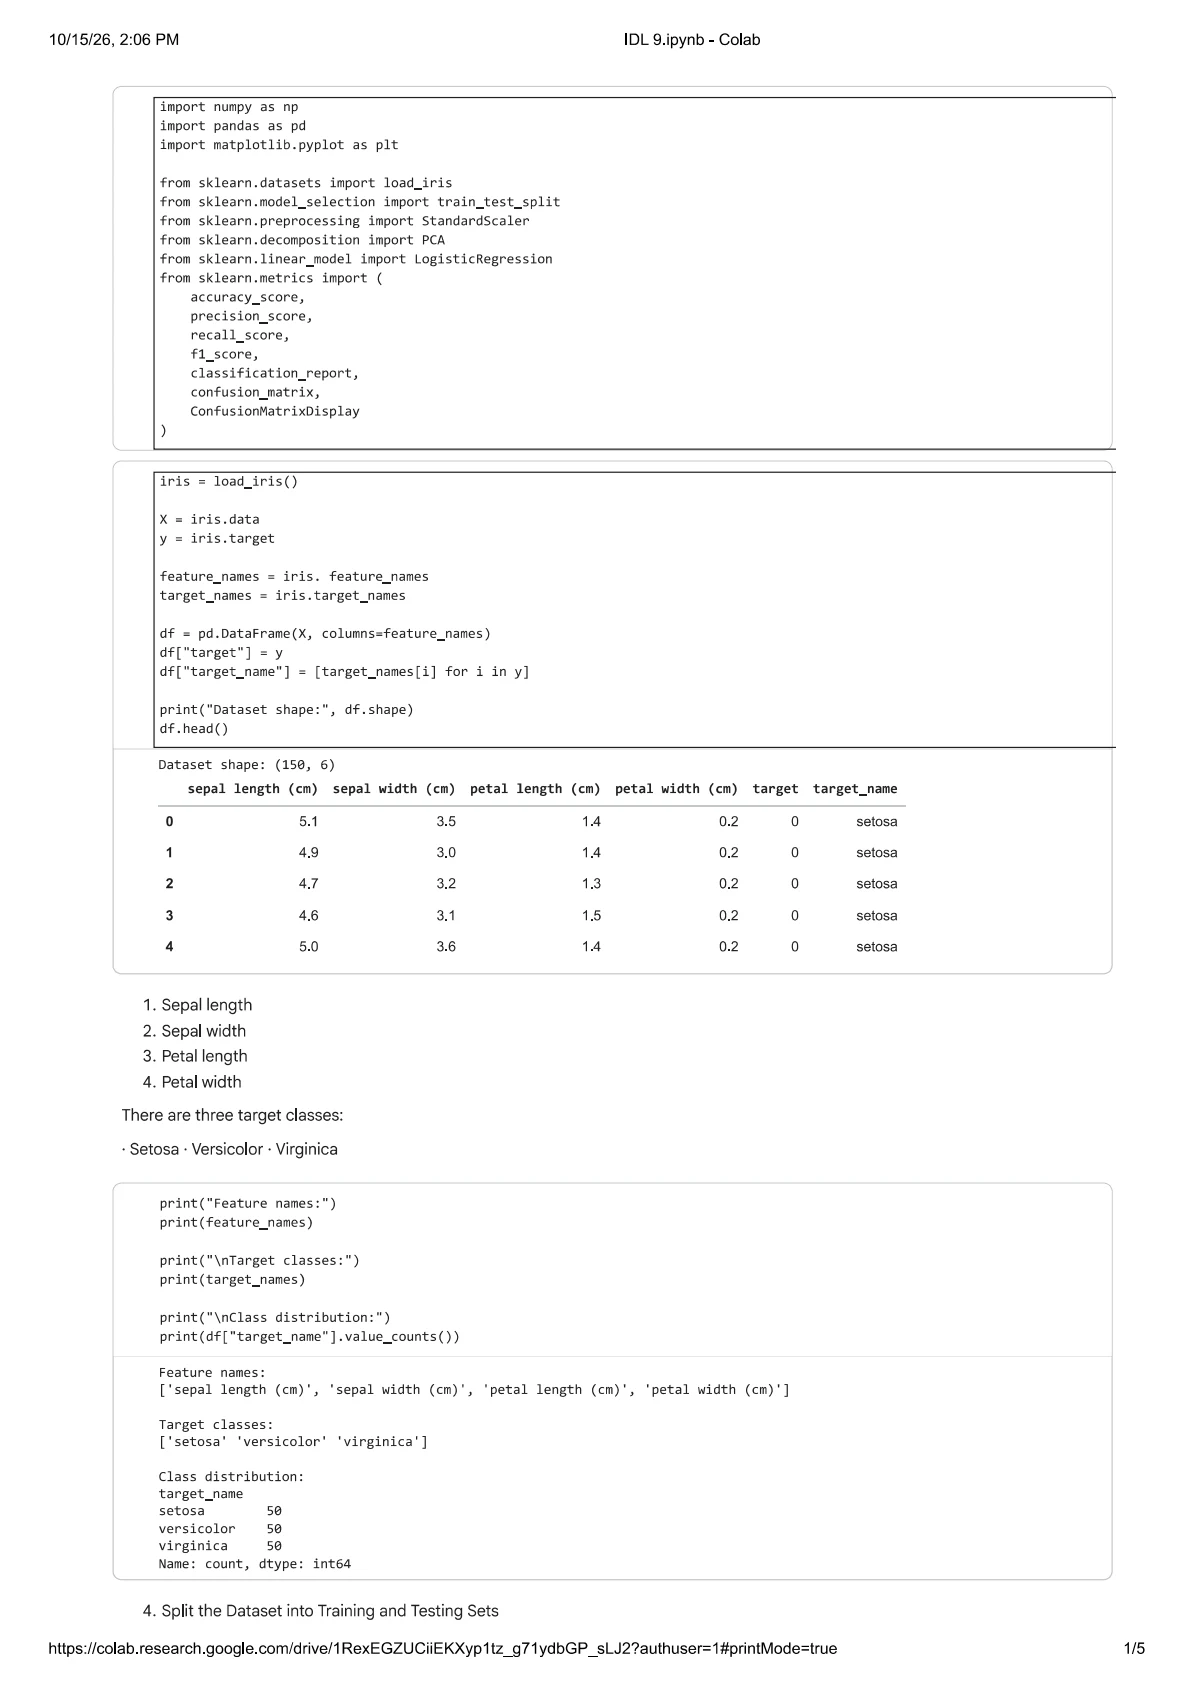 10/15/26, 2:06 PM IDL 9.ipynb - Colab
import numpy as np
import pandas as pd
import matplotlib.pyplot as plt
from sklearn.datasets import load_iris
from sklearn.model_selection import train_test_split
from sklearn.preprocessing import StandardScaler
from sklearn.decomposition import PCA
from sklearn.linear_model import LogisticRegression
from sklearn.metrics import (
    accuracy_score,
    precision_score,
    recall_score,
    f1_score,
    classification_report,
    confusion_matrix,
    ConfusionMatrixDisplay
)
iris = load_iris()
X = iris.data
y = iris.target
feature_names = iris. feature_names
target_names = iris.target_names
df = pd.DataFrame(X, columns=feature_names)
df["target"] = y
df["target_name"] = [target_names[i] for i in y]
print("Dataset shape:", df.shape)
df.head()
Dataset shape: (150, 6)
sepal length (cm) sepal width (cm) petal length (cm) petal width (cm) target target_name
0 5.1 3.5 1.4 0.2 0 setosa
1 4.9 3.0 1.4 0.2 0 setosa
2 4.7 3.2 1.3 0.2 0 setosa
3 4.6 3.1 1.5 0.2 0 setosa
4 5.0 3.6 1.4 0.2 0 setosa
1. Sepal length
2. Sepal width
3. Petal length
4. Petal width
There are three target classes:
· Setosa · Versicolor · Virginica
print("Feature names:")
print(feature_names)
print("\nTarget classes:")
print(target_names)
print("\nClass distribution:")
print(df["target_name"].value_counts())
Feature names:
['sepal length (cm)', 'sepal width (cm)', 'petal length (cm)', 'petal width (cm)']
Target classes:
['setosa' 'versicolor' 'virginica']
Class distribution:
target_name
setosa 50
versicolor 50
virginica 50
Name: count, dtype: int64
4. Split the Dataset into Training and Testing Sets
https://colab.research.google.com/drive/1RexEGZUCiiEKXyp1tz_g71ydbGP_sLJ2?authuser=1#printMode=true 1/5